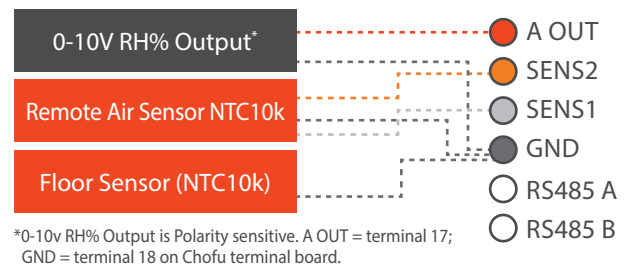 0-10V RH% Output*
Remote Air Sensor NTC10k
Floor Sensor (NTC10k)
A OUT
SENS2
SENS1
GND
RS485 A
RS485 B
*0-10v RH% Output is Polarity sensitive. A OUT = terminal 17;
GND = terminal 18 on Chofu terminal board.